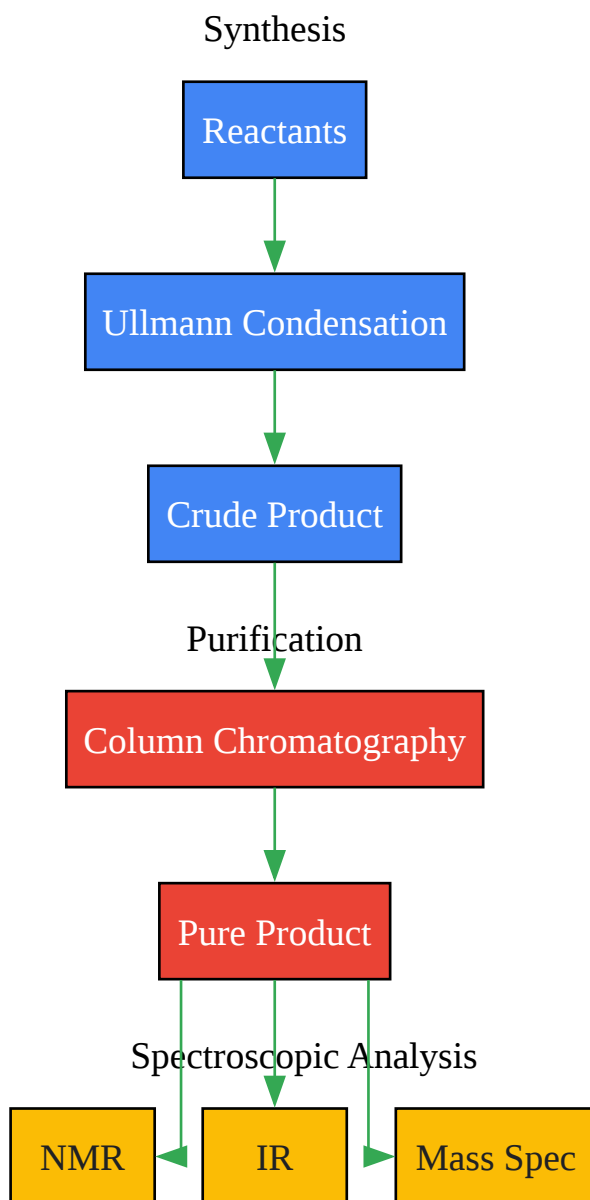 Synthesis
Reactants
Ullmann Condensation
Crude Product
Purification
Column Chromatography
Pure Product
Spectroscopic Analysis
NMR
IR
Mass Spec